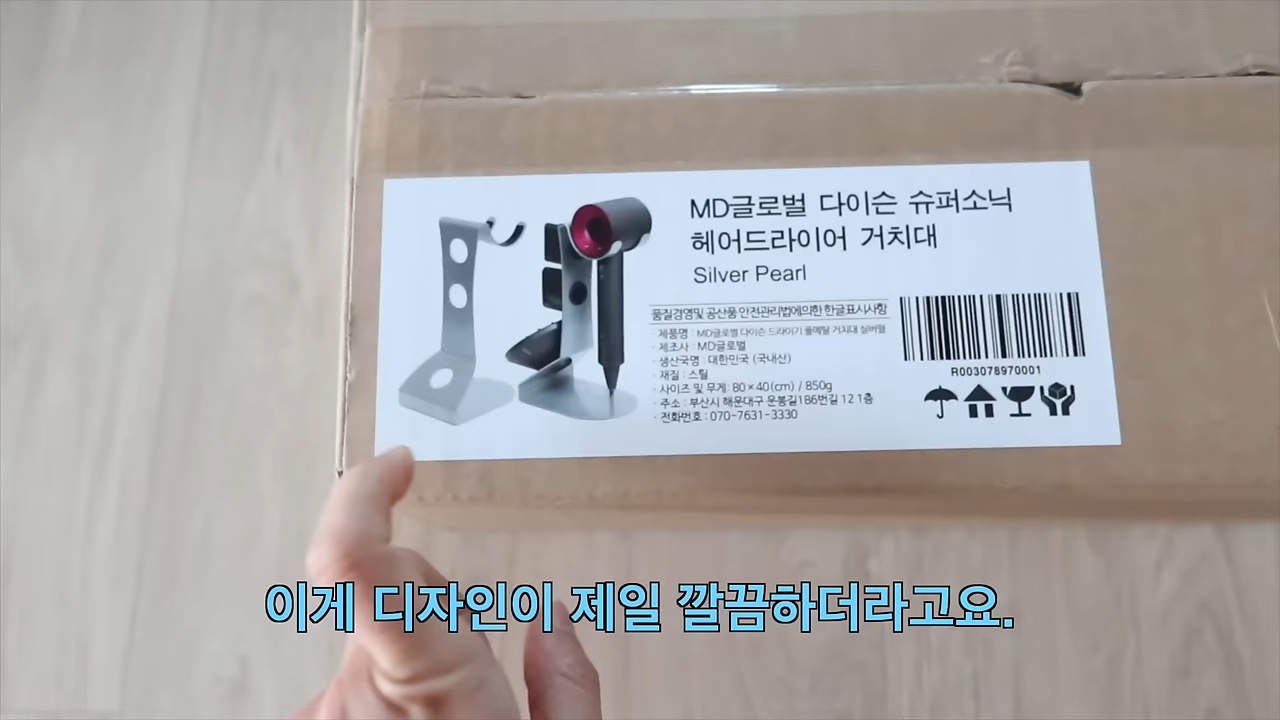 MD글로벌 다이슨 슈퍼소닉
헤어드라이어 거치대
Silver Pearl
품질경영및 공산품 안전관리법에의한 한글표시사항
· 제품명 : MD글로벌 다이슨 드라이기 풀메탈 거치대 실버펄
· 제조사 : MD글로벌
· 생산국명 : 대한민국 (국내산)
· 재질 : 스틸
· 사이즈 및 무게: 80×40(cm) / 850g
· 주소 : 부산시 해운대구 운봉길186번길 12 1층
· 전화번호 : 070-7631-3330
R003078970001
이게 디자인이 제일 깔끔하더라고요.